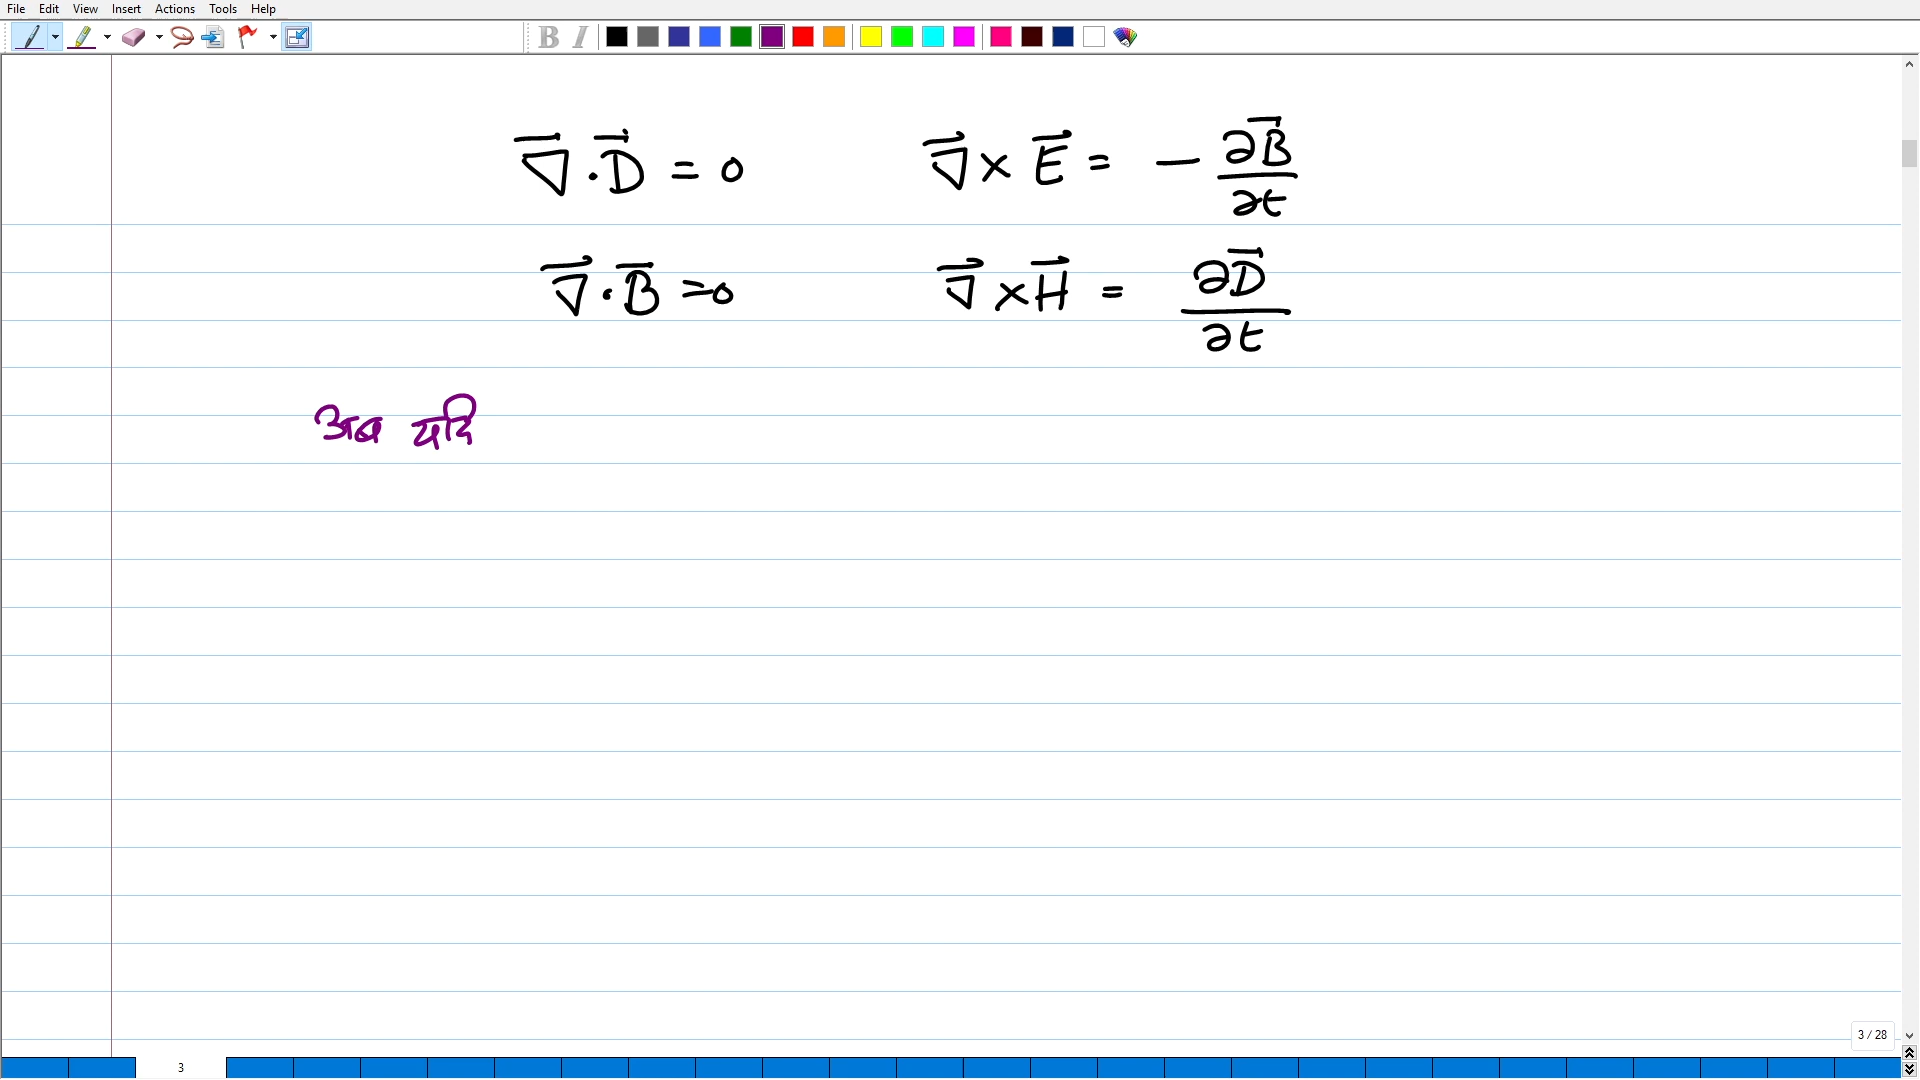 File Edit View Insert Actions Tools Help
B I
∇⃗ · D⃗ = 0    ∇⃗ × E⃗ = − ∂B⃗/∂t
∇⃗ · B⃗ = 0    ∇⃗ × H⃗ = ∂D⃗/∂t
अब यदि
3 / 28
3